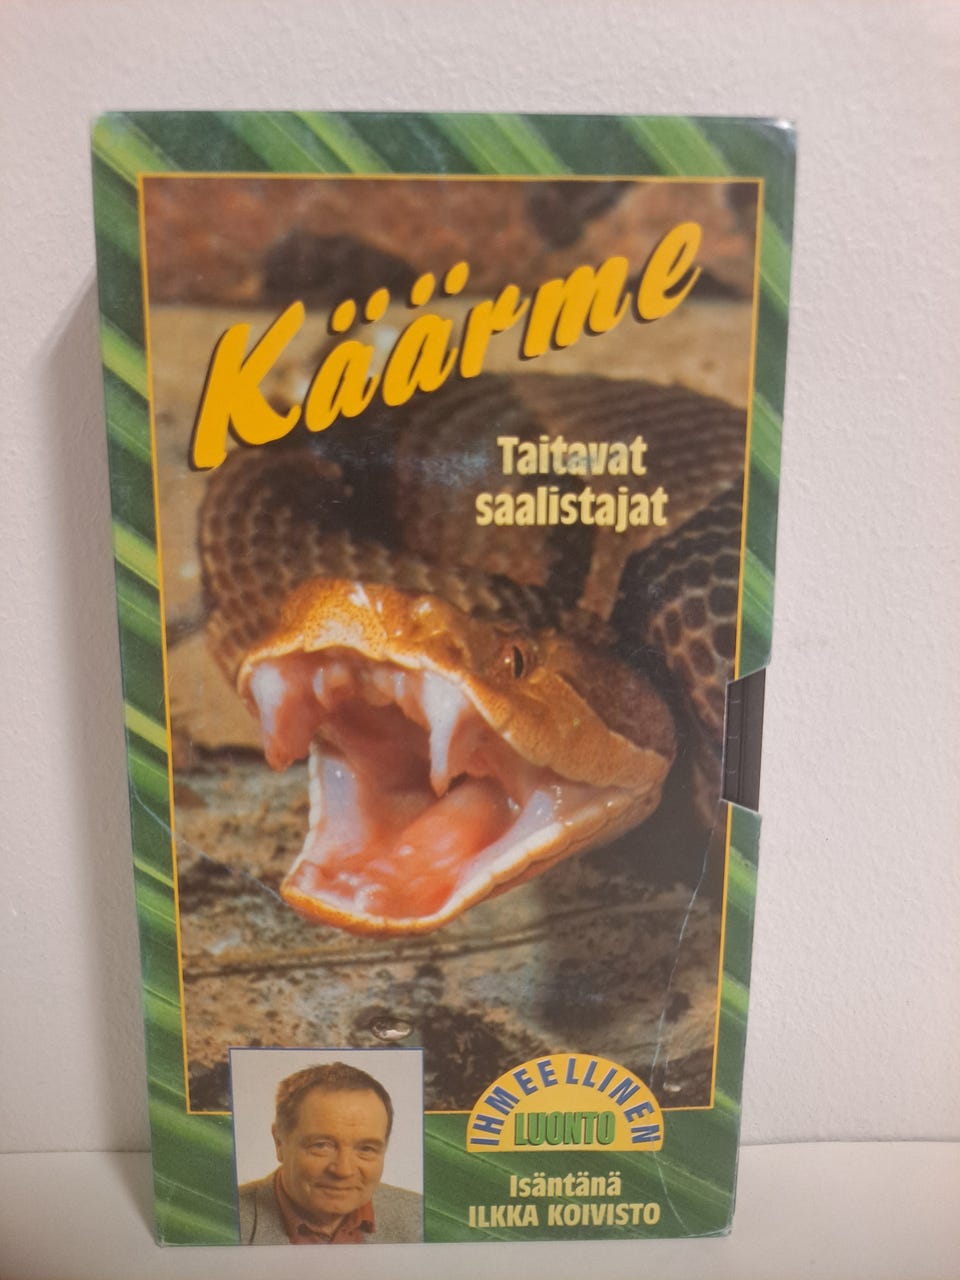 Käärme
Taitavat
saalistajat
IHMEELLINEN
LUONTO
Isäntänä
ILKKA KOIVISTO